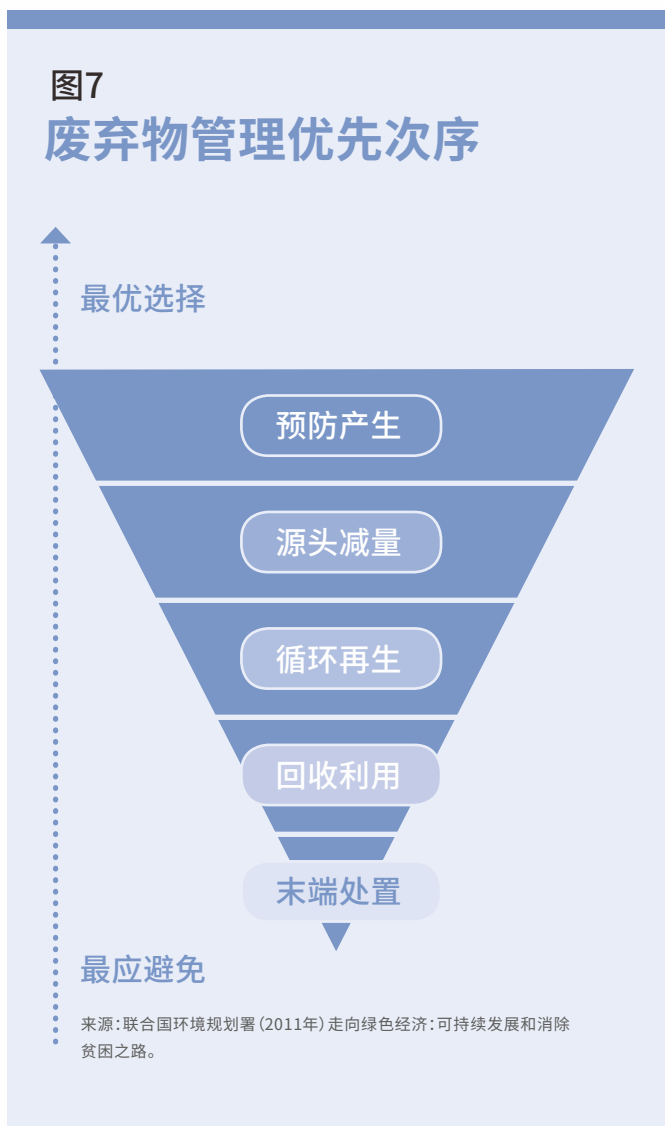 图7
废弃物管理优先次序
最优选择
预防产生
源头减量
循环再生
回收利用
末端处置
最应避免
来源:联合国环境规划署(2011年)走向绿色经济:可持续发展和消除
贫困之路。